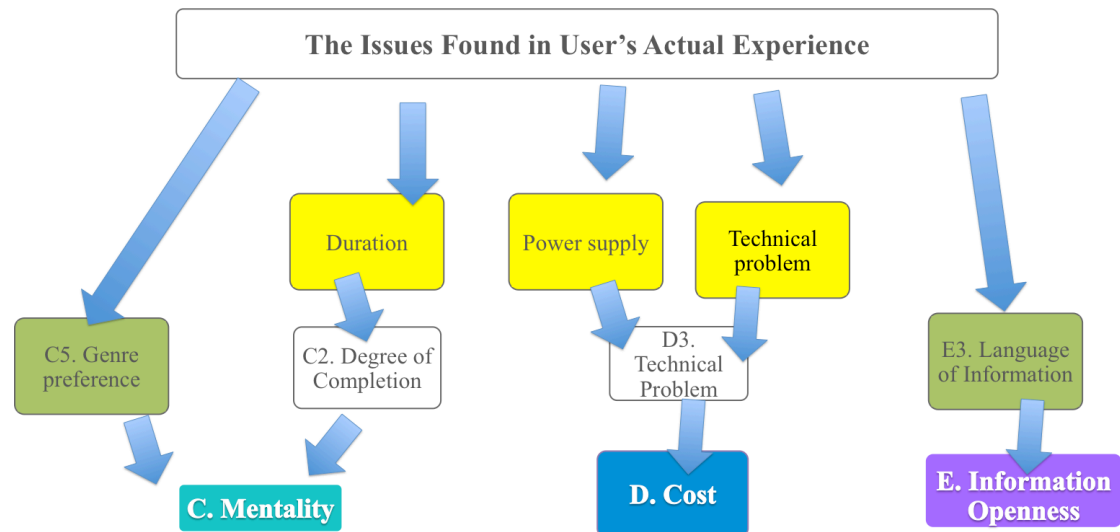 The Issues Found in User's Actual Experience
Duration
Power supply
Technical
problem
C5. Genre
preference
C2. Degree of
Completion
D3.
Technical
Problem
E3. Language
of Information
C. Mentality
D. Cost
E. Information
Openness